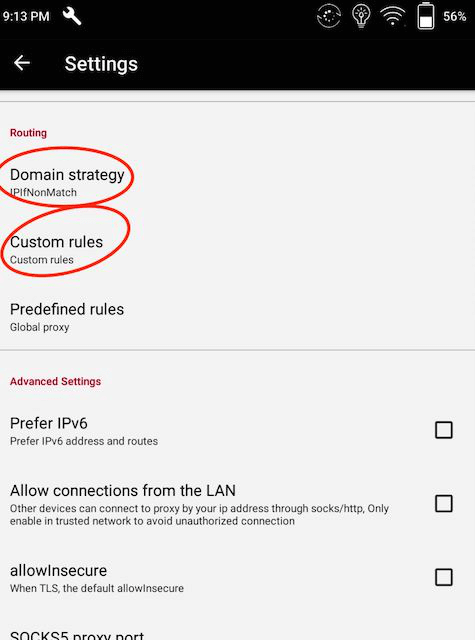 9:13 PM 56%
Settings
Routing
Domain strategy
IPIfNonMatch
Custom rules
Custom rules
Predefined rules
Global proxy
Advanced Settings
Prefer IPv6
Prefer IPv6 address and routes
Allow connections from the LAN
Other devices can connect to proxy by your ip address through socks/http, Only
enable in trusted network to avoid unauthorized connection
allowInsecure
When TLS, the default allowInsecure
SOCKS5 proxy port